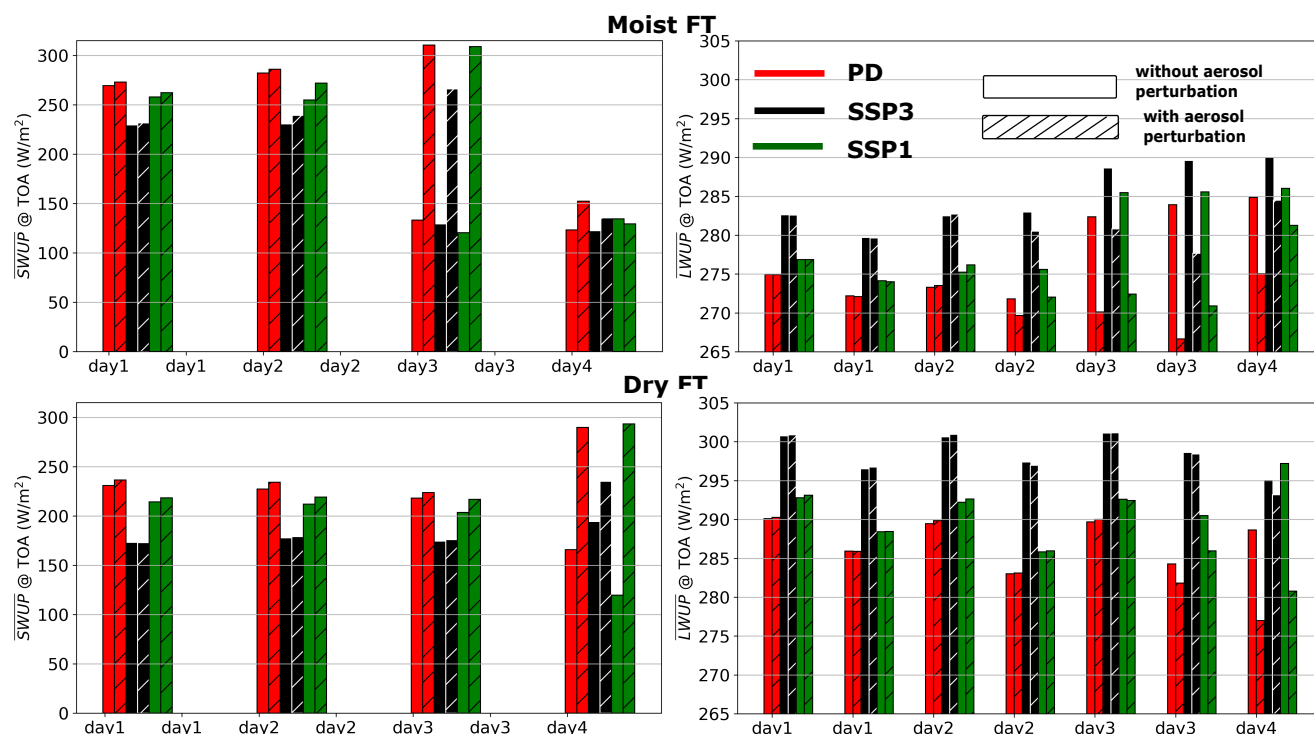 Moist FT
SWUP @ TOA (W/m²)
300
250
200
150
100
50
0
day1 day1 day2 day2 day3 day3 day4
LWUP @ TOA (W/m²)
305
300
295
290
285
280
275
270
265
PD
SSP3
SSP1
without aerosol
perturbation
with aerosol
perturbation
day1 day1 day2 day2 day3 day3 day4
Dry FT
SWUP @ TOA (W/m²)
300
250
200
150
100
50
0
day1 day1 day2 day2 day3 day3 day4
LWUP @ TOA (W/m²)
305
300
295
290
285
280
275
270
265
day1 day1 day2 day2 day3 day3 day4